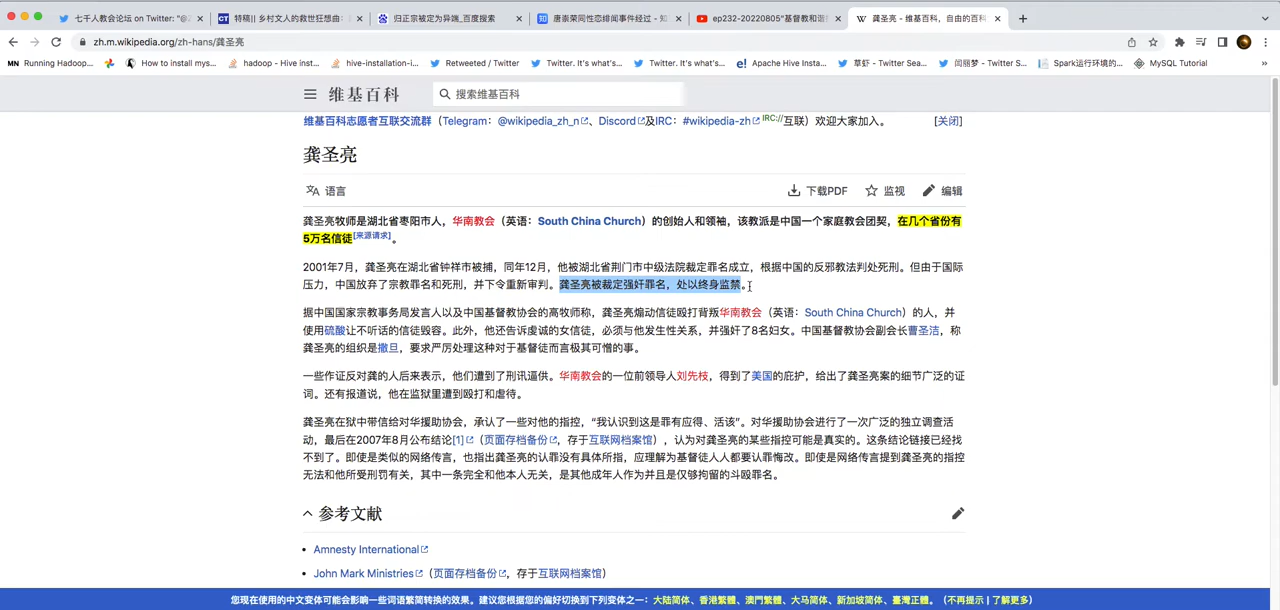 七千人教会论坛 on Twitter: "@
特稿|| 乡村文人的救世狂想曲:
归正宗被定为异端_百度搜索
唐崇荣同性恋绯闻事件经过 - 知
ep232-20220805"基督教和谐
龚圣亮 - 维基百科，自由的百科
zh.m.wikipedia.org/zh-hans/龚圣亮
MN Running Hadoop...
How to install mys...
hadoop - Hive inst...
hive-installation-i...
Retweeted / Twitter
Twitter. It's what's...
Twitter. It's what's...
e! Apache Hive Insta...
草虾 - Twitter Sea...
闫丽梦 - Twitter S...
Spark运行环境的...
MySQL Tutorial
»
维基百科
搜索维基百科
维基百科志愿者互联交流群（Telegram：@wikipedia_zh_n、Discord及IRC：#wikipedia-zh IRC://互联）欢迎大家加入。 [关闭]
龚圣亮
语言
下载PDF 监视 编辑
龚圣亮牧师是湖北省枣阳市人，华南教会（英语：South China Church）的创始人和领袖，该教派是中国一个家庭教会团契，在几个省份有
5万名信徒[来源请求]。
2001年7月，龚圣亮在湖北省钟祥市被捕，同年12月，他被湖北省荆门市中级法院裁定罪名成立，根据中国的反邪教法判处死刑。但由于国际
压力，中国放弃了宗教罪名和死刑，并下令重新审判。龚圣亮被裁定强奸罪名，处以终身监禁。
据中国国家宗教事务局发言人以及中国基督教协会的高牧师称，龚圣亮煽动信徒殴打背叛华南教会（英语：South China Church）的人，并
使用硫酸让不听话的信徒毁容。此外，他还告诉虔诚的女信徒，必须与他发生性关系，并强奸了8名妇女。中国基督教协会副会长曹圣洁，称
龚圣亮的组织是撒旦，要求严厉处理这种对于基督徒而言极其可憎的事。
一些作证反对龚的人后来表示，他们遭到了刑讯逼供。华南教会的一位前领导人刘先枝，得到了美国的庇护，给出了龚圣亮案的细节广泛的证
词。还有报道说，他在监狱里遭到殴打和虐待。
龚圣亮在狱中带信给对华援助协会，承认了一些对他的指控，“我认识到这是罪有应得、活该”。对华援助协会进行了一次广泛的独立调查活
动，最后在2007年8月公布结论[1]（页面存档备份，存于互联网档案馆），认为对龚圣亮的某些指控可能是真实的。这条结论链接已经找
不到了。即使是类似的网络传言，也指出龚圣亮的认罪没有具体所指，应理解为基督徒人人都要认罪悔改。即使是网络传言提到龚圣亮的指控
无法和他所受刑罚有关，其中一条完全和他本人无关，是其他成年人作为并且是仅够拘留的斗殴罪名。
参考文献
• Amnesty International
• John Mark Ministries（页面存档备份，存于互联网档案馆）
您现在使用的中文变体可能会影响一些词语繁简转换的效果。建议您根据您的偏好切换到下列变体之一：大陆简体、香港繁體、澳門繁體、大马简体、新加坡简体、臺灣正體。（不再提示 | 了解更多）